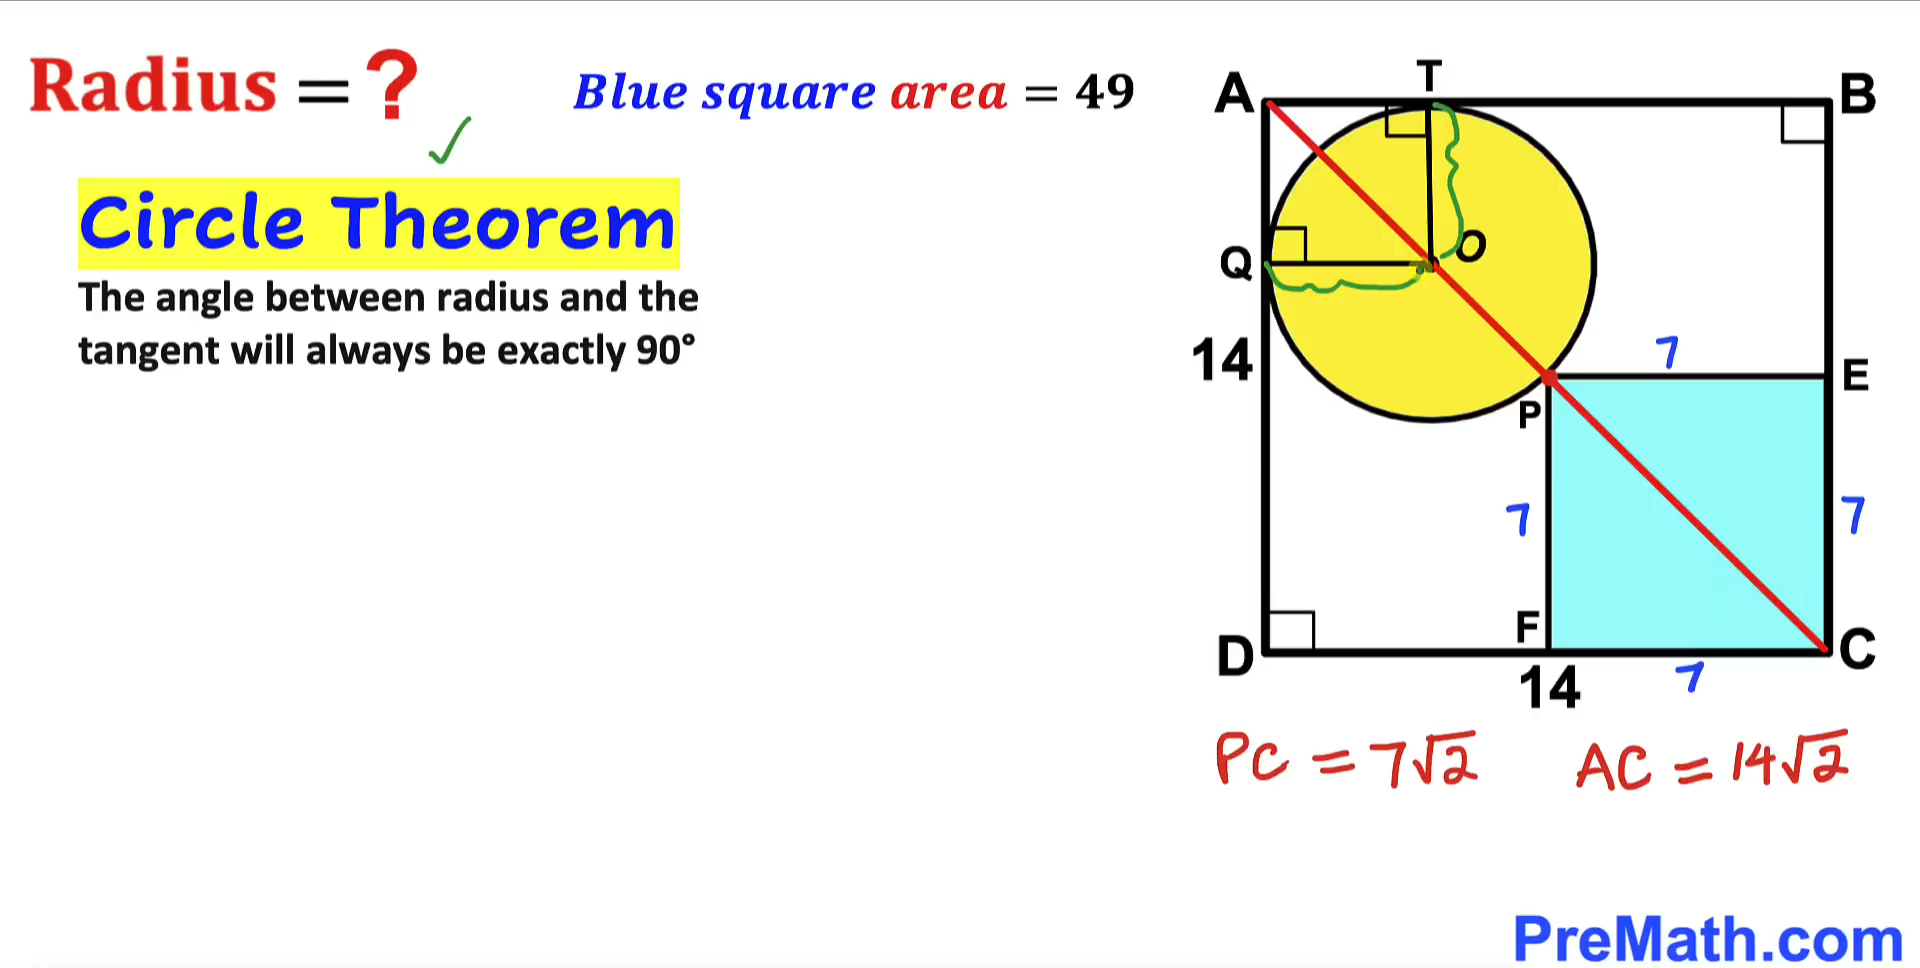 Radius = ?
Blue square area = 49
Circle Theorem
The angle between radius and the
tangent will always be exactly 90°
T
A
B
O
Q
14
7
E
P
7
7
F
D
C
14
7
PC = 7√2
AC = 14√2
PreMath.com